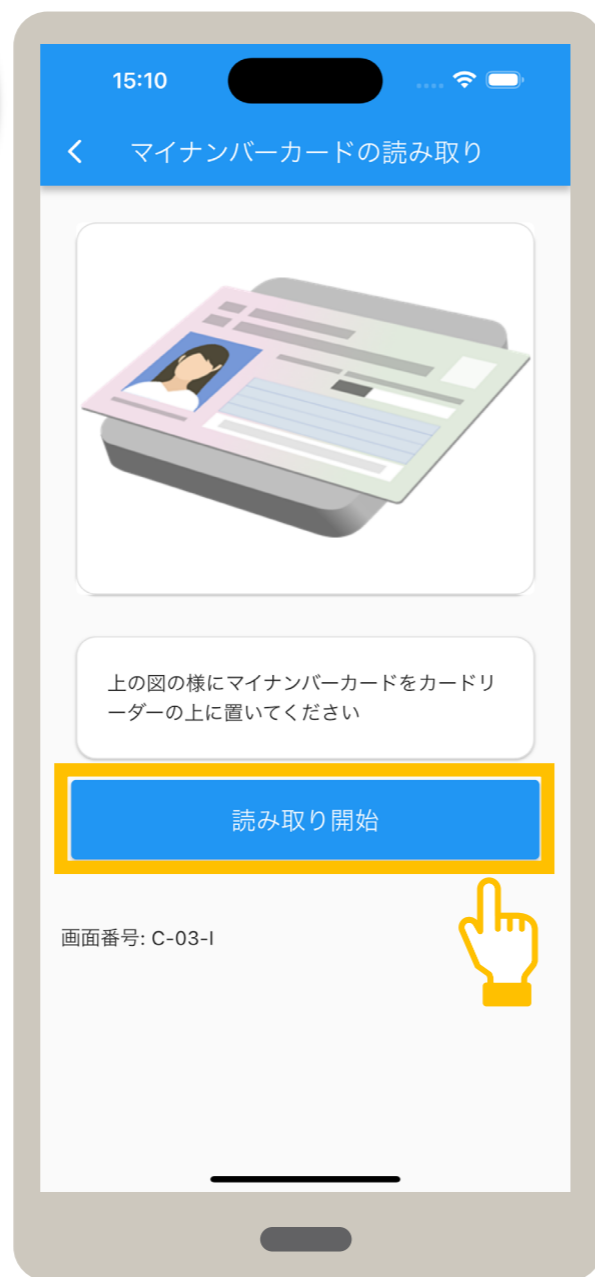 15:10
マイナンバーカードの読み取り
上の図の様にマイナンバーカードをカードリ
ーダーの上に置いてください
読み取り開始
画面番号: C-03-I